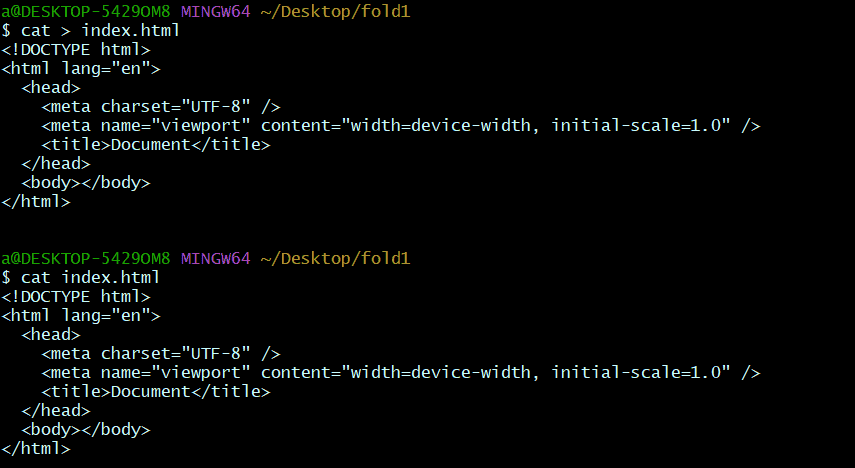 a@DESKTOP-5429OM8 MINGW64 ~/Desktop/fold1
$ cat > index.html
<!DOCTYPE html>
<html lang="en">
  <head>
    <meta charset="UTF-8" />
    <meta name="viewport" content="width=device-width, initial-scale=1.0" />
    <title>Document</title>
  </head>
  <body></body>
</html>

a@DESKTOP-5429OM8 MINGW64 ~/Desktop/fold1
$ cat index.html
<!DOCTYPE html>
<html lang="en">
  <head>
    <meta charset="UTF-8" />
    <meta name="viewport" content="width=device-width, initial-scale=1.0" />
    <title>Document</title>
  </head>
  <body></body>
</html>